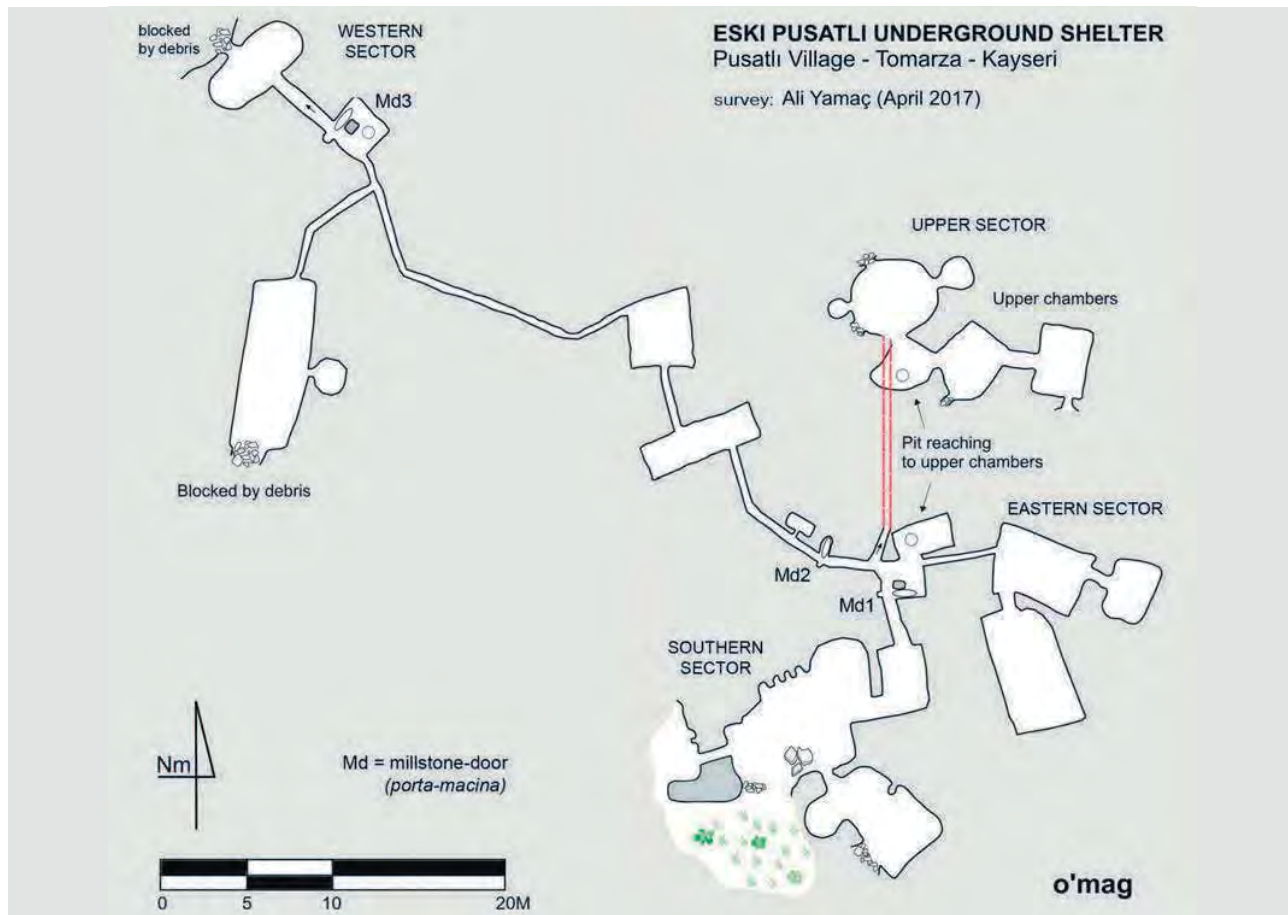 ESKI PUSATLI UNDERGROUND SHELTER
Pusatlı Village - Tomarza - Kayseri
survey: Ali Yamaç (April 2017)
blocked
by debris
WESTERN
SECTOR
Md3
UPPER SECTOR
Upper chambers
Pit reaching
to upper chambers
Blocked by debris
EASTERN SECTOR
Md2
Md1
SOUTHERN
SECTOR
Nm
Md = millstone-door
(porta-macina)
0 5 10 20M
o'mag